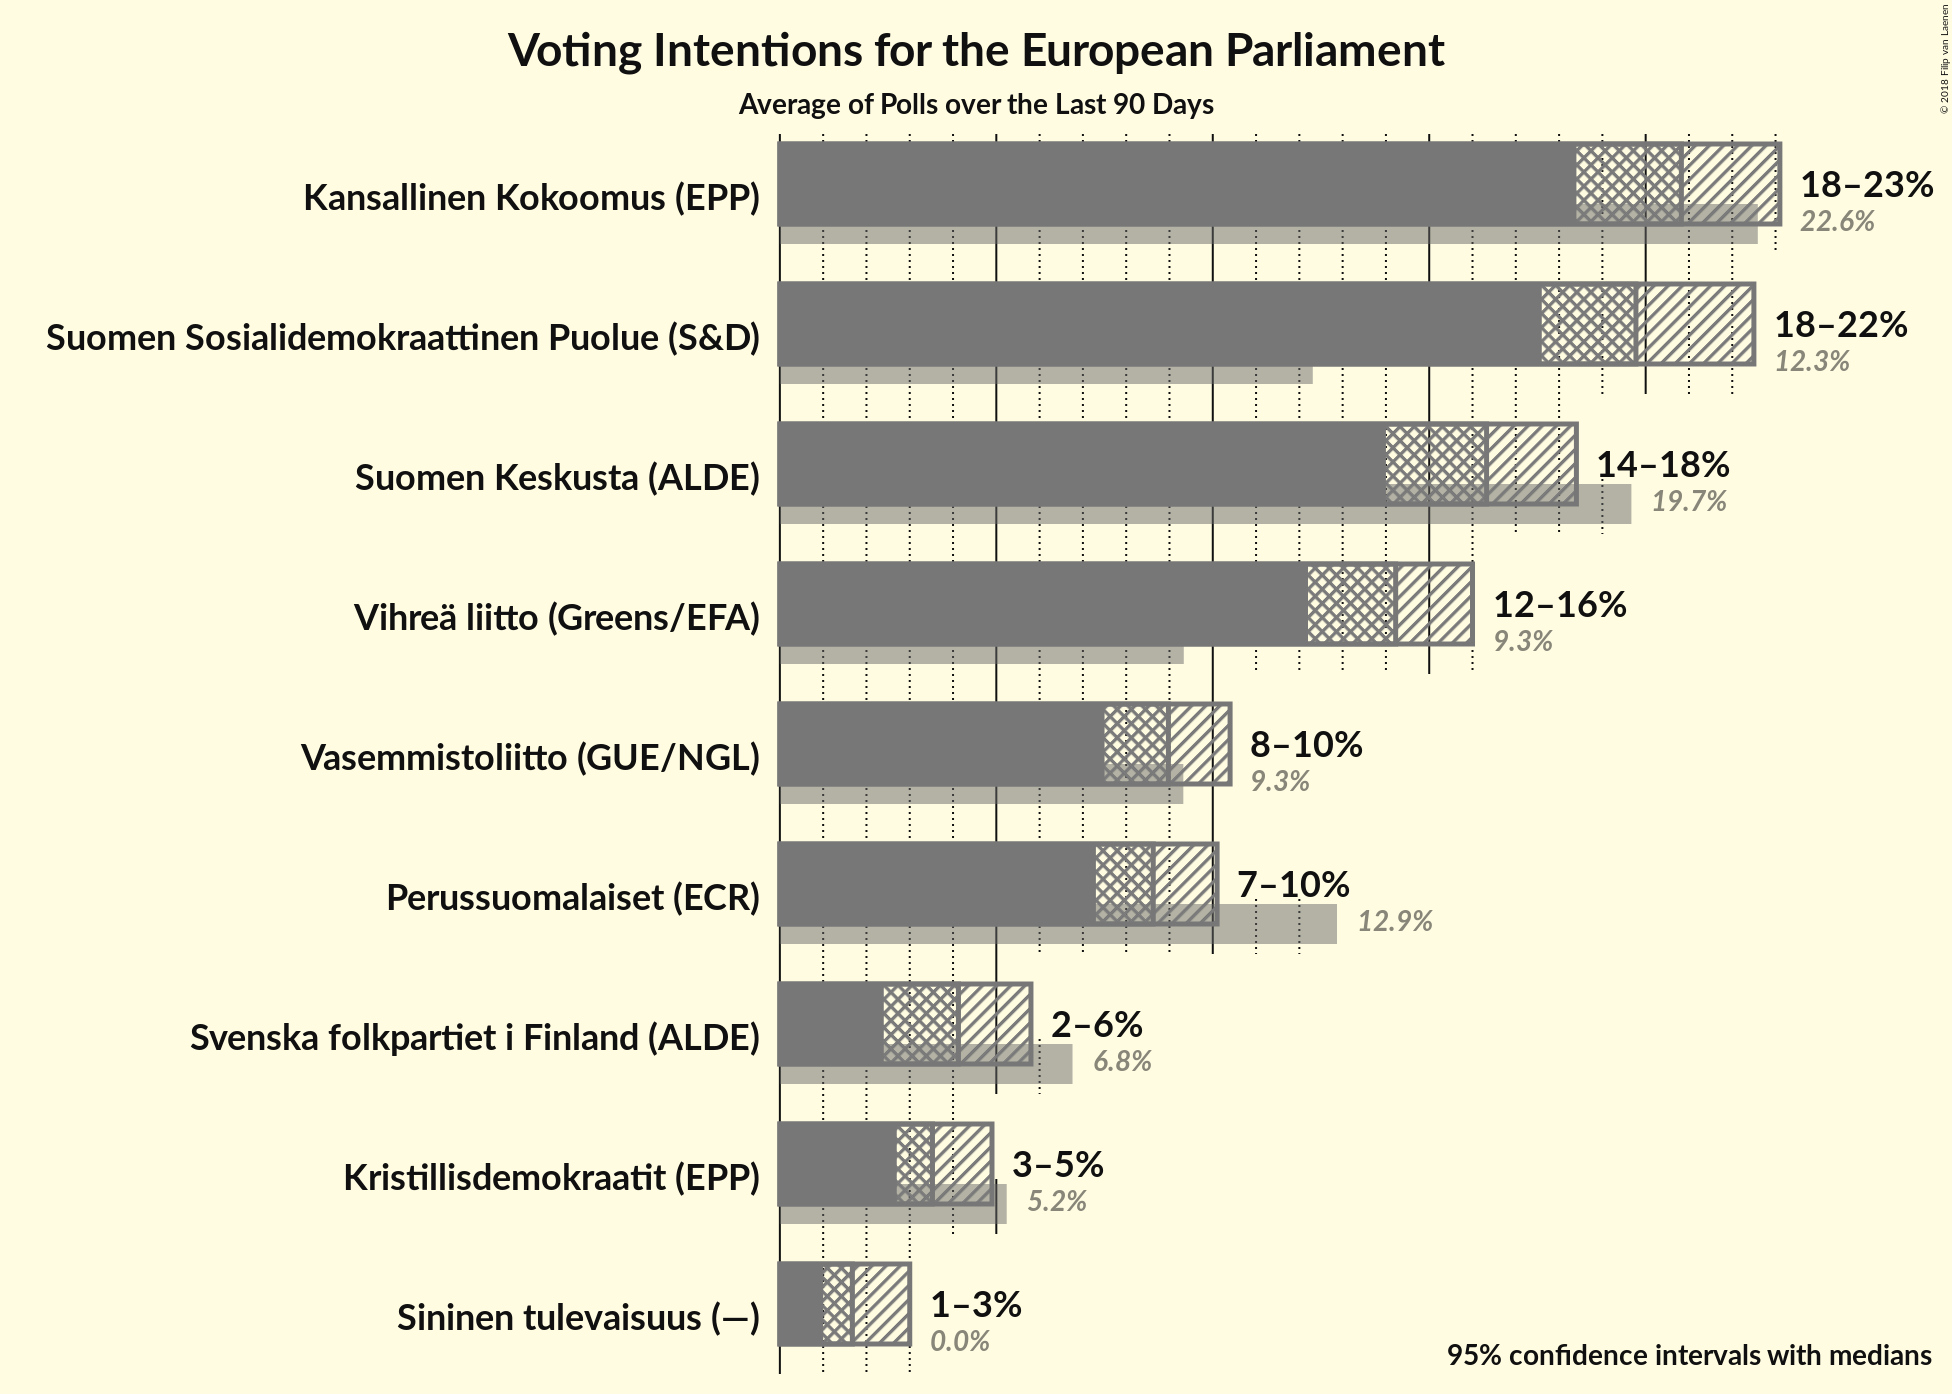 Voting Intentions for the European Parliament
Average of Polls over the Last 90 Days
© 2018 Filip van Laenen
Kansallinen Kokoomus (EPP)
18–23%
22.6%
Suomen Sosialidemokraattinen Puolue (S&D)
18–22%
12.3%
Suomen Keskusta (ALDE)
14–18%
19.7%
Vihreä liitto (Greens/EFA)
12–16%
9.3%
Vasemmistoliitto (GUE/NGL)
8–10%
9.3%
Perussuomalaiset (ECR)
7–10%
12.9%
Svenska folkpartiet i Finland (ALDE)
2–6%
6.8%
Kristillisdemokraatit (EPP)
3–5%
5.2%
Sininen tulevaisuus (—)
1–3%
0.0%
95% confidence intervals with medians